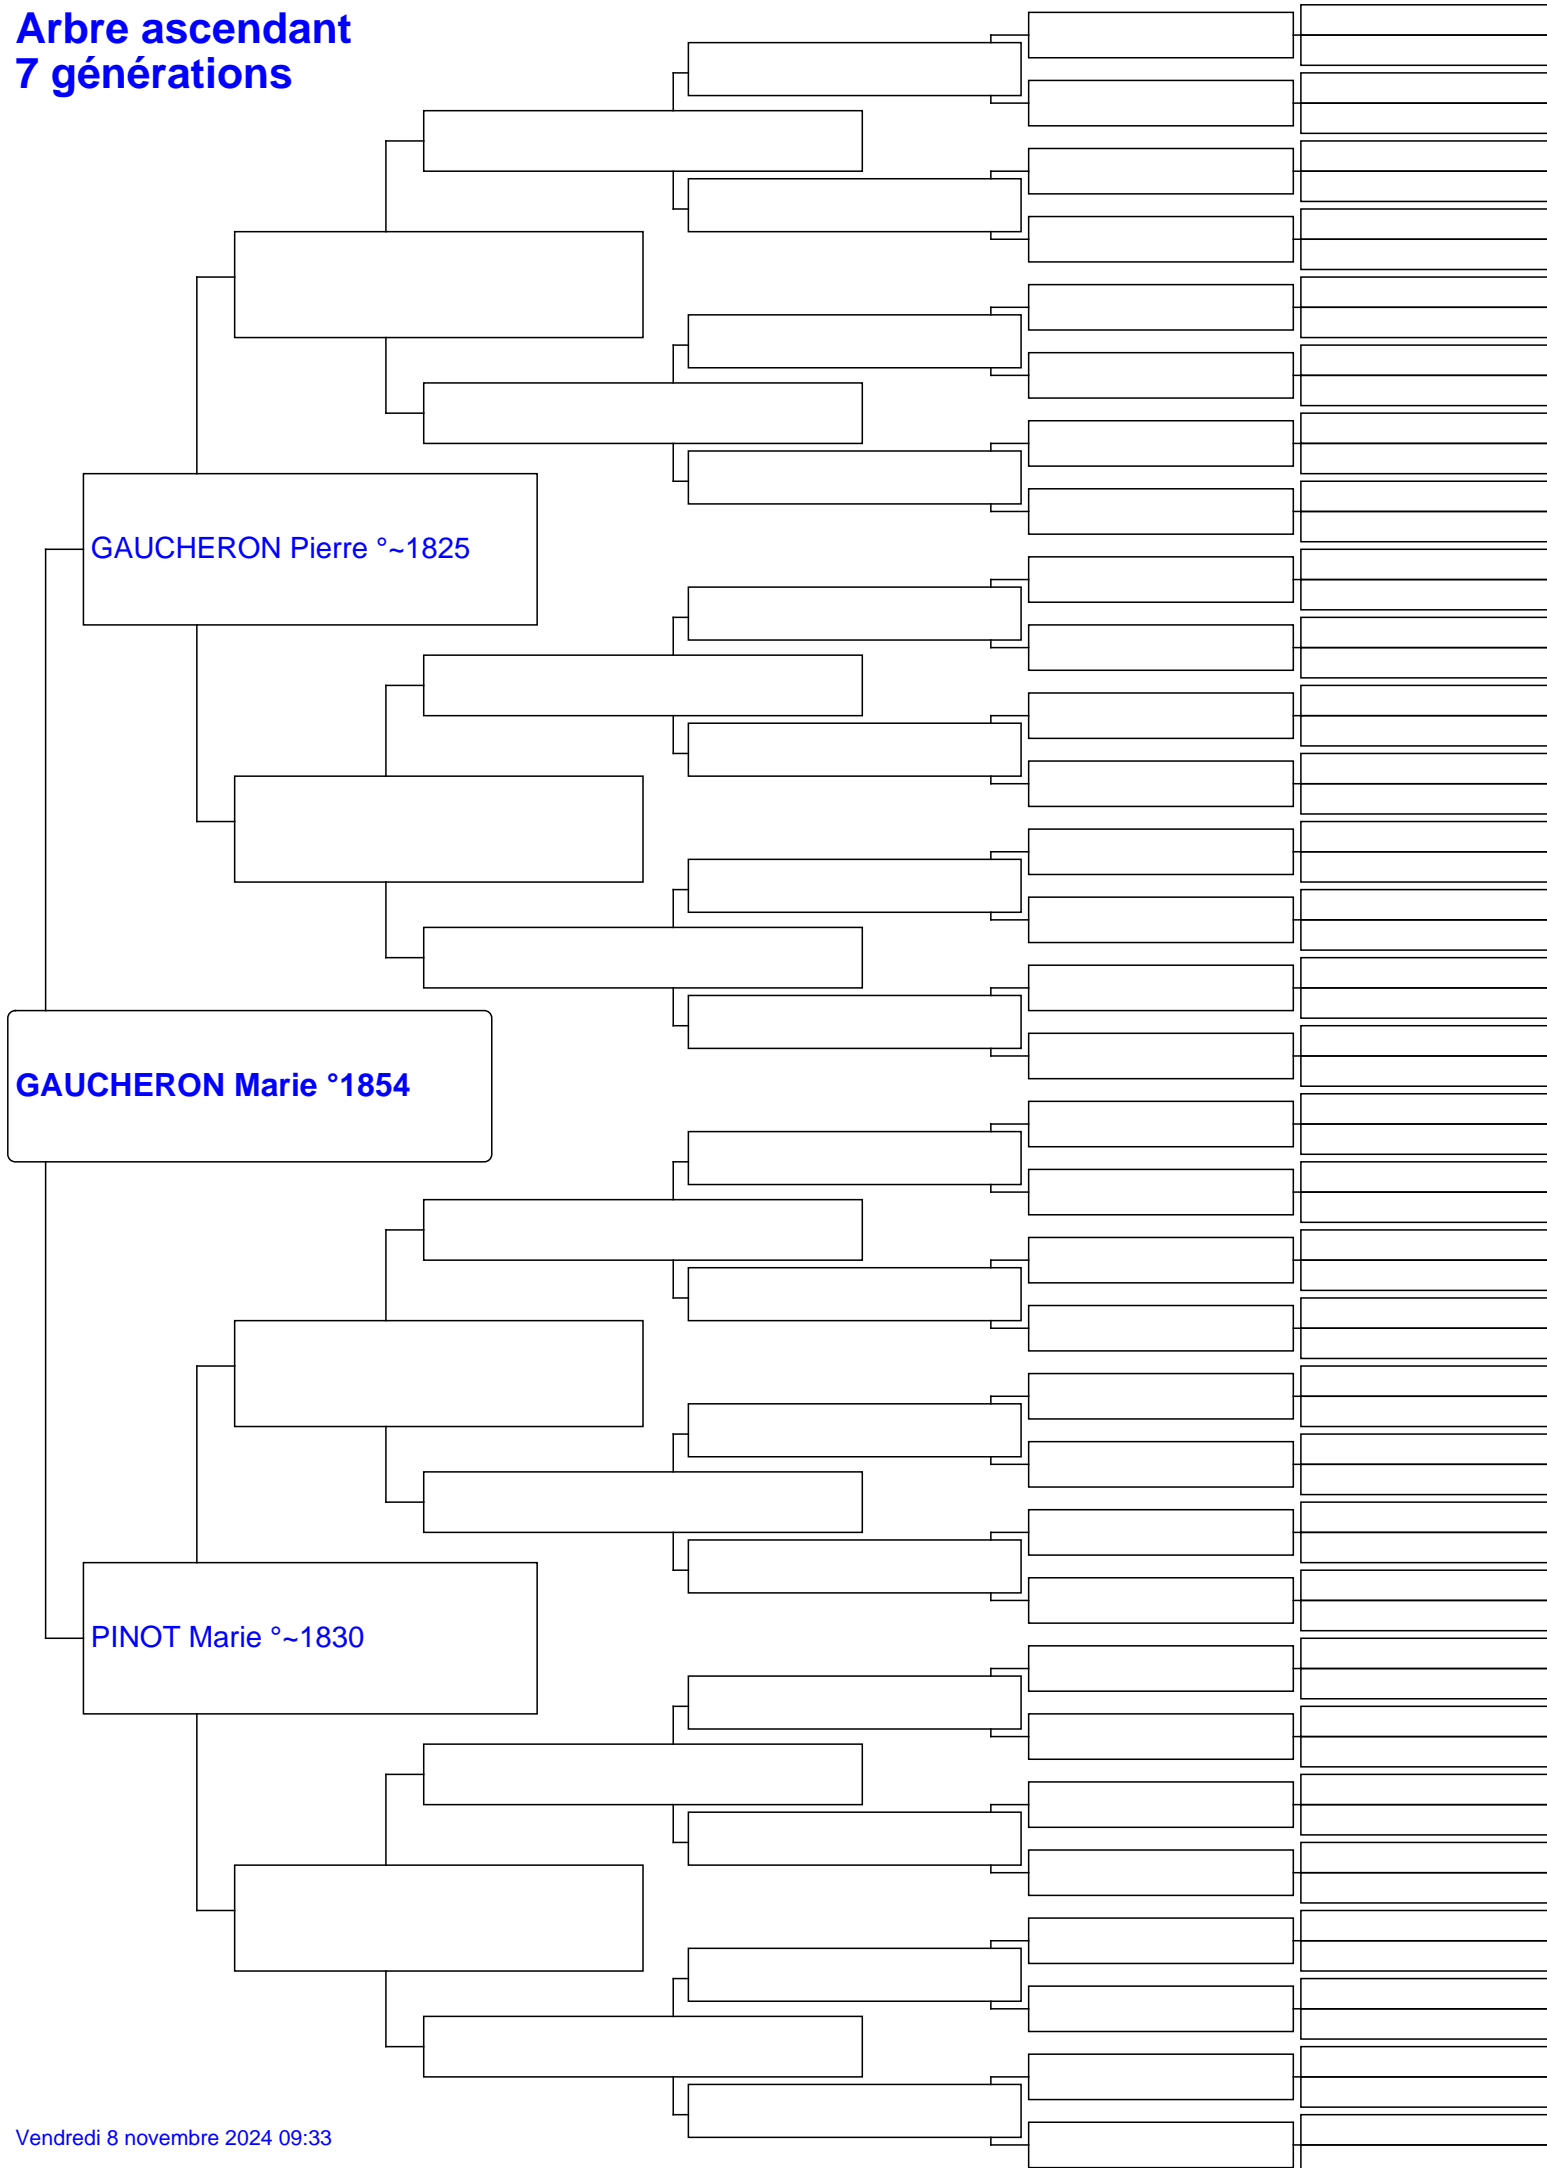 Arbre ascendant
7 générations
GAUCHERON Pierre °~1825
GAUCHERON Marie °1854
PINOT Marie °~1830
Vendredi 8 novembre 2024 09:33